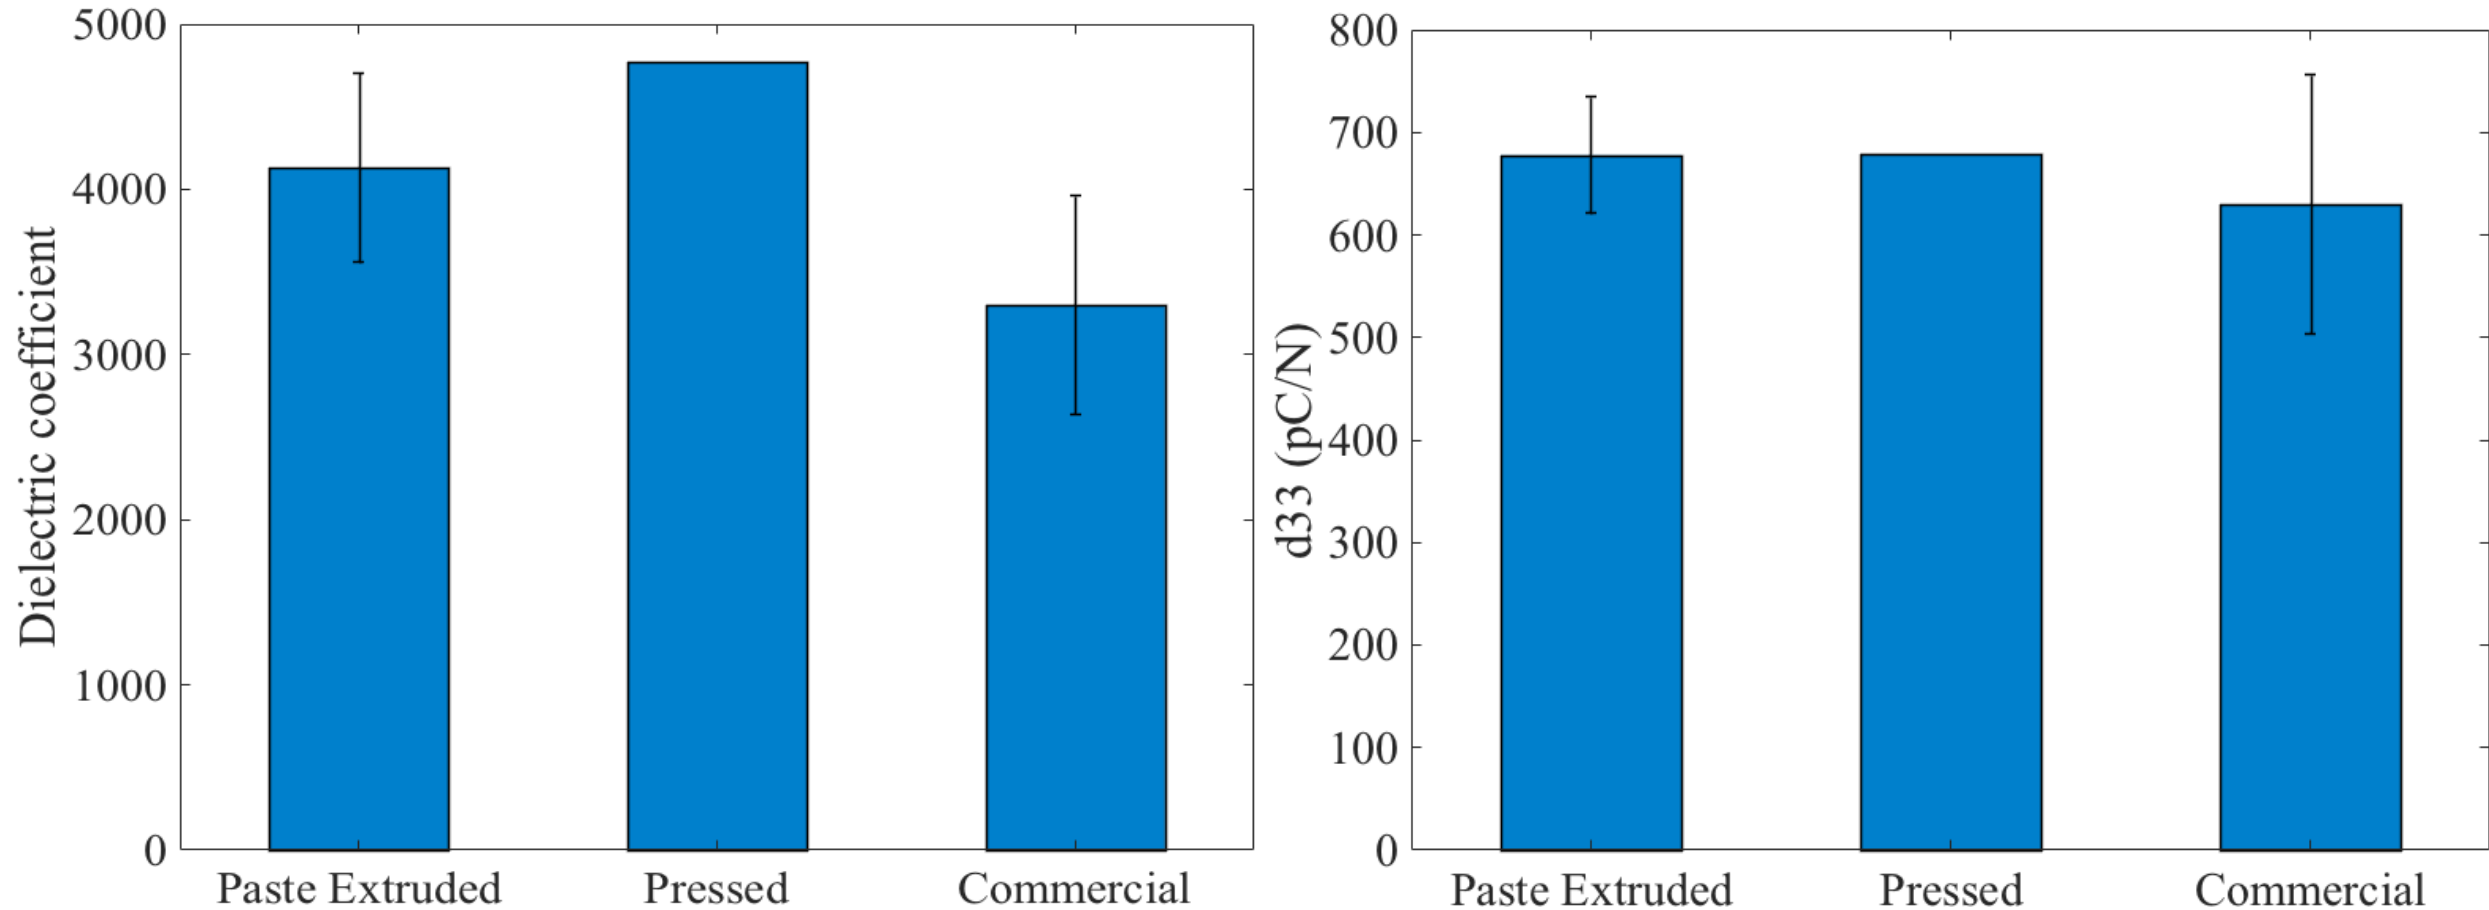 Dielectric coefficient
5000
4000
3000
2000
1000
0
Paste Extruded
Pressed
Commercial
d33 (pC/N)
800
700
600
500
400
300
200
100
0
Paste Extruded
Pressed
Commercial